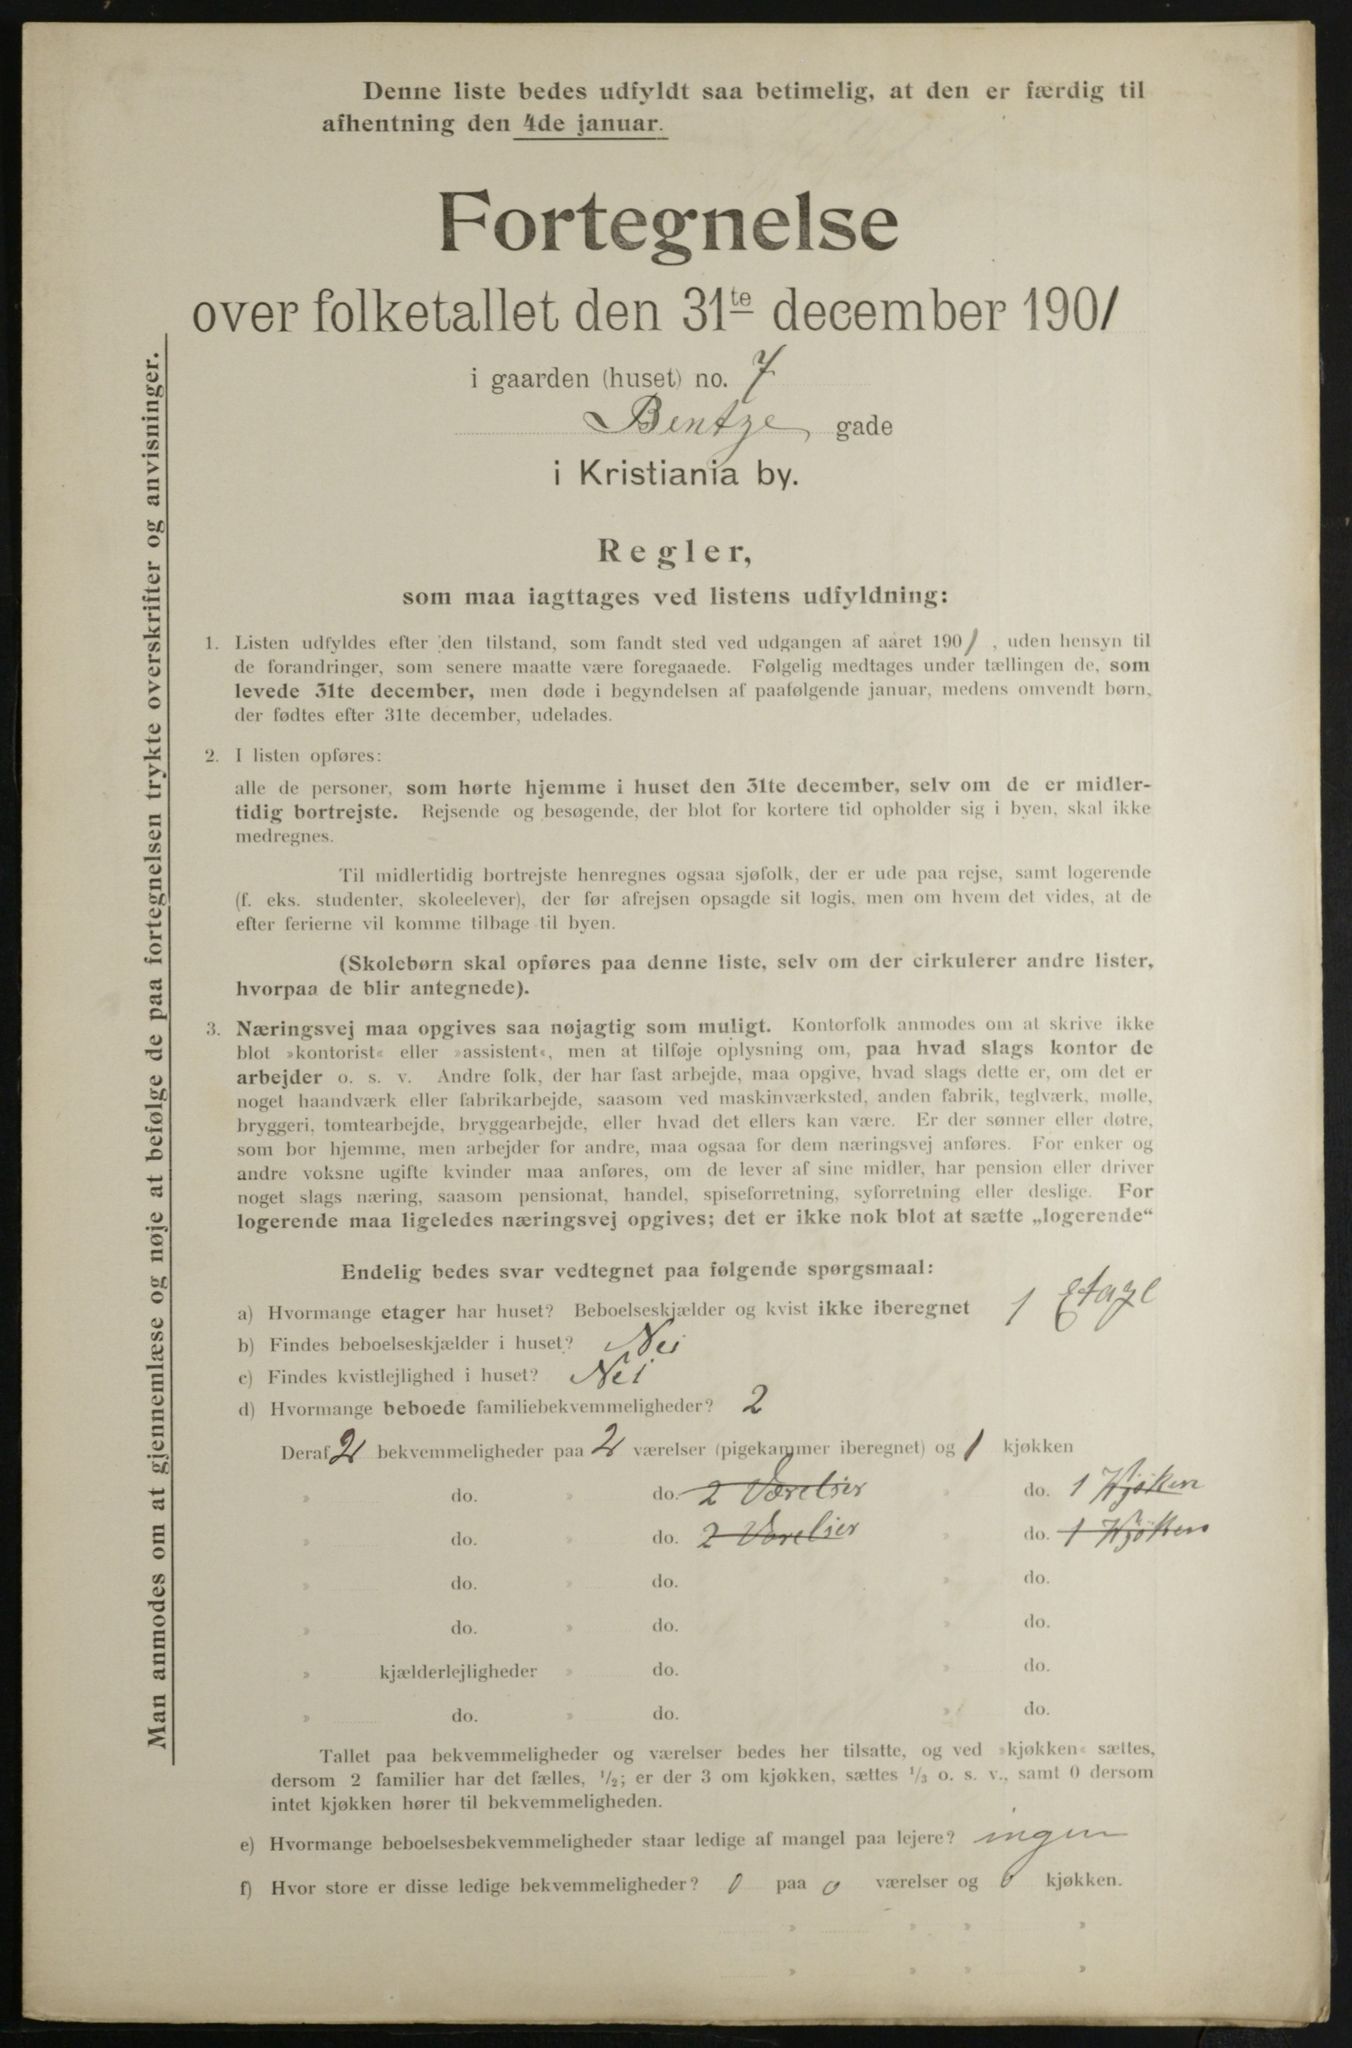 Denne liste bedes udfyldt saa betimelig, at den er færdig til
afhentning den 4de januar.
Fortegnelse
over folketallet den 31te december 1901
i gaarden (huset) no. 7
Bentze gade
i Kristiania by.
Regler,
som maa iagttages ved listens udfyldning:
1. Listen udfyldes efter den tilstand, som fandt sted ved udgangen af aaret 1901, uden hensyn til
de forandringer, som senere maatte være foregaaede. Følgelig medtages under tællingen de, som
levede 31te december, men døde i begyndelsen af paafølgende januar, medens omvendt børn,
der fødtes efter 31te december, udelades.
2. I listen opføres:
alle de personer, som hørte hjemme i huset den 31te december, selv om de er midler-
tidig bortrejste. Rejsende og besøgende, der blot for kortere tid opholder sig i byen, skal ikke
medregnes.
Til midlertidig bortrejste henregnes ogsaa sjøfolk, der er ude paa rejse, samt logerende
(f. eks. studenter, skoleelever), der før afrejsen opsagde sit logis, men om hvem det vides, at de
efter ferierne vil komme tilbage til byen.
(Skolebørn skal opføres paa denne liste, selv om der cirkulerer andre lister,
hvorpaa de blir antegnede).
3. Næringsvej maa opgives saa nøjagtig som muligt. Kontorfolk anmodes om at skrive ikke
blot »kontorist« eller »assistent«, men at tilføje oplysning om, paa hvad slags kontor de
arbejder o. s. v. Andre folk, der har fast arbejde, maa opgive, hvad slags dette er, om det er
noget haandværk eller fabrikarbejde, saasom ved maskinværksted, anden fabrik, teglværk, mølle,
bryggeri, tomtearbejde, bryggearbejde, eller hvad det ellers kan være. Er der sønner eller døtre,
som bor hjemme, men arbejder for andre, maa ogsaa for dem næringsvej anføres. For enker og
andre voksne ugifte kvinder maa anføres, om de lever af sine midler, har pension eller driver
noget slags næring, saasom pensionat, handel, spiseforretning, syforretning eller deslige. For
logerende maa ligeledes næringsvej opgives; det er ikke nok blot at sætte „logerende“
Endelig bedes svar vedtegnet paa følgende spørgsmaal:
a) Hvormange etager har huset? Beboelseskjælder og kvist ikke iberegnet 1 Etage
b) Findes beboelseskjælder i huset? Nei
c) Findes kvistlejlighed i huset? Nei
d) Hvormange beboede familiebekvemmeligheder? 2
Deraf 2 bekvemmeligheder paa 2 værelser (pigekammer iberegnet) og 1 kjøkken
» do. » do. 2 Værelser » do. 1 Kjøken
» do. » do. 2 Værelser » do. 1 Kjøkken
» do. » do. » do.
» do. » do. » do.
» kjælderlejligheder » do. » do.
» do. » do. » do.
Tallet paa bekvemmeligheder og værelser bedes her tilsatte, og ved »kjøkken« sættes,
dersom 2 familier har det fælles, 1/2; er der 3 om kjøkken, sættes 1/3 o. s. v., samt 0 dersom
intet kjøkken hører til bekvemmeligheden.
e) Hvormange beboelsesbekvemmeligheder staar ledige af mangel paa lejere? ingen
f) Hvor store er disse ledige bekvemmeligheder? 0 paa 0 værelser og 0 kjøkken.
» » » »
» » » »
Man anmodes om at gjennemlæse og nøje at befølge de paa fortegnelsen trykte overskrifter og anvisninger.